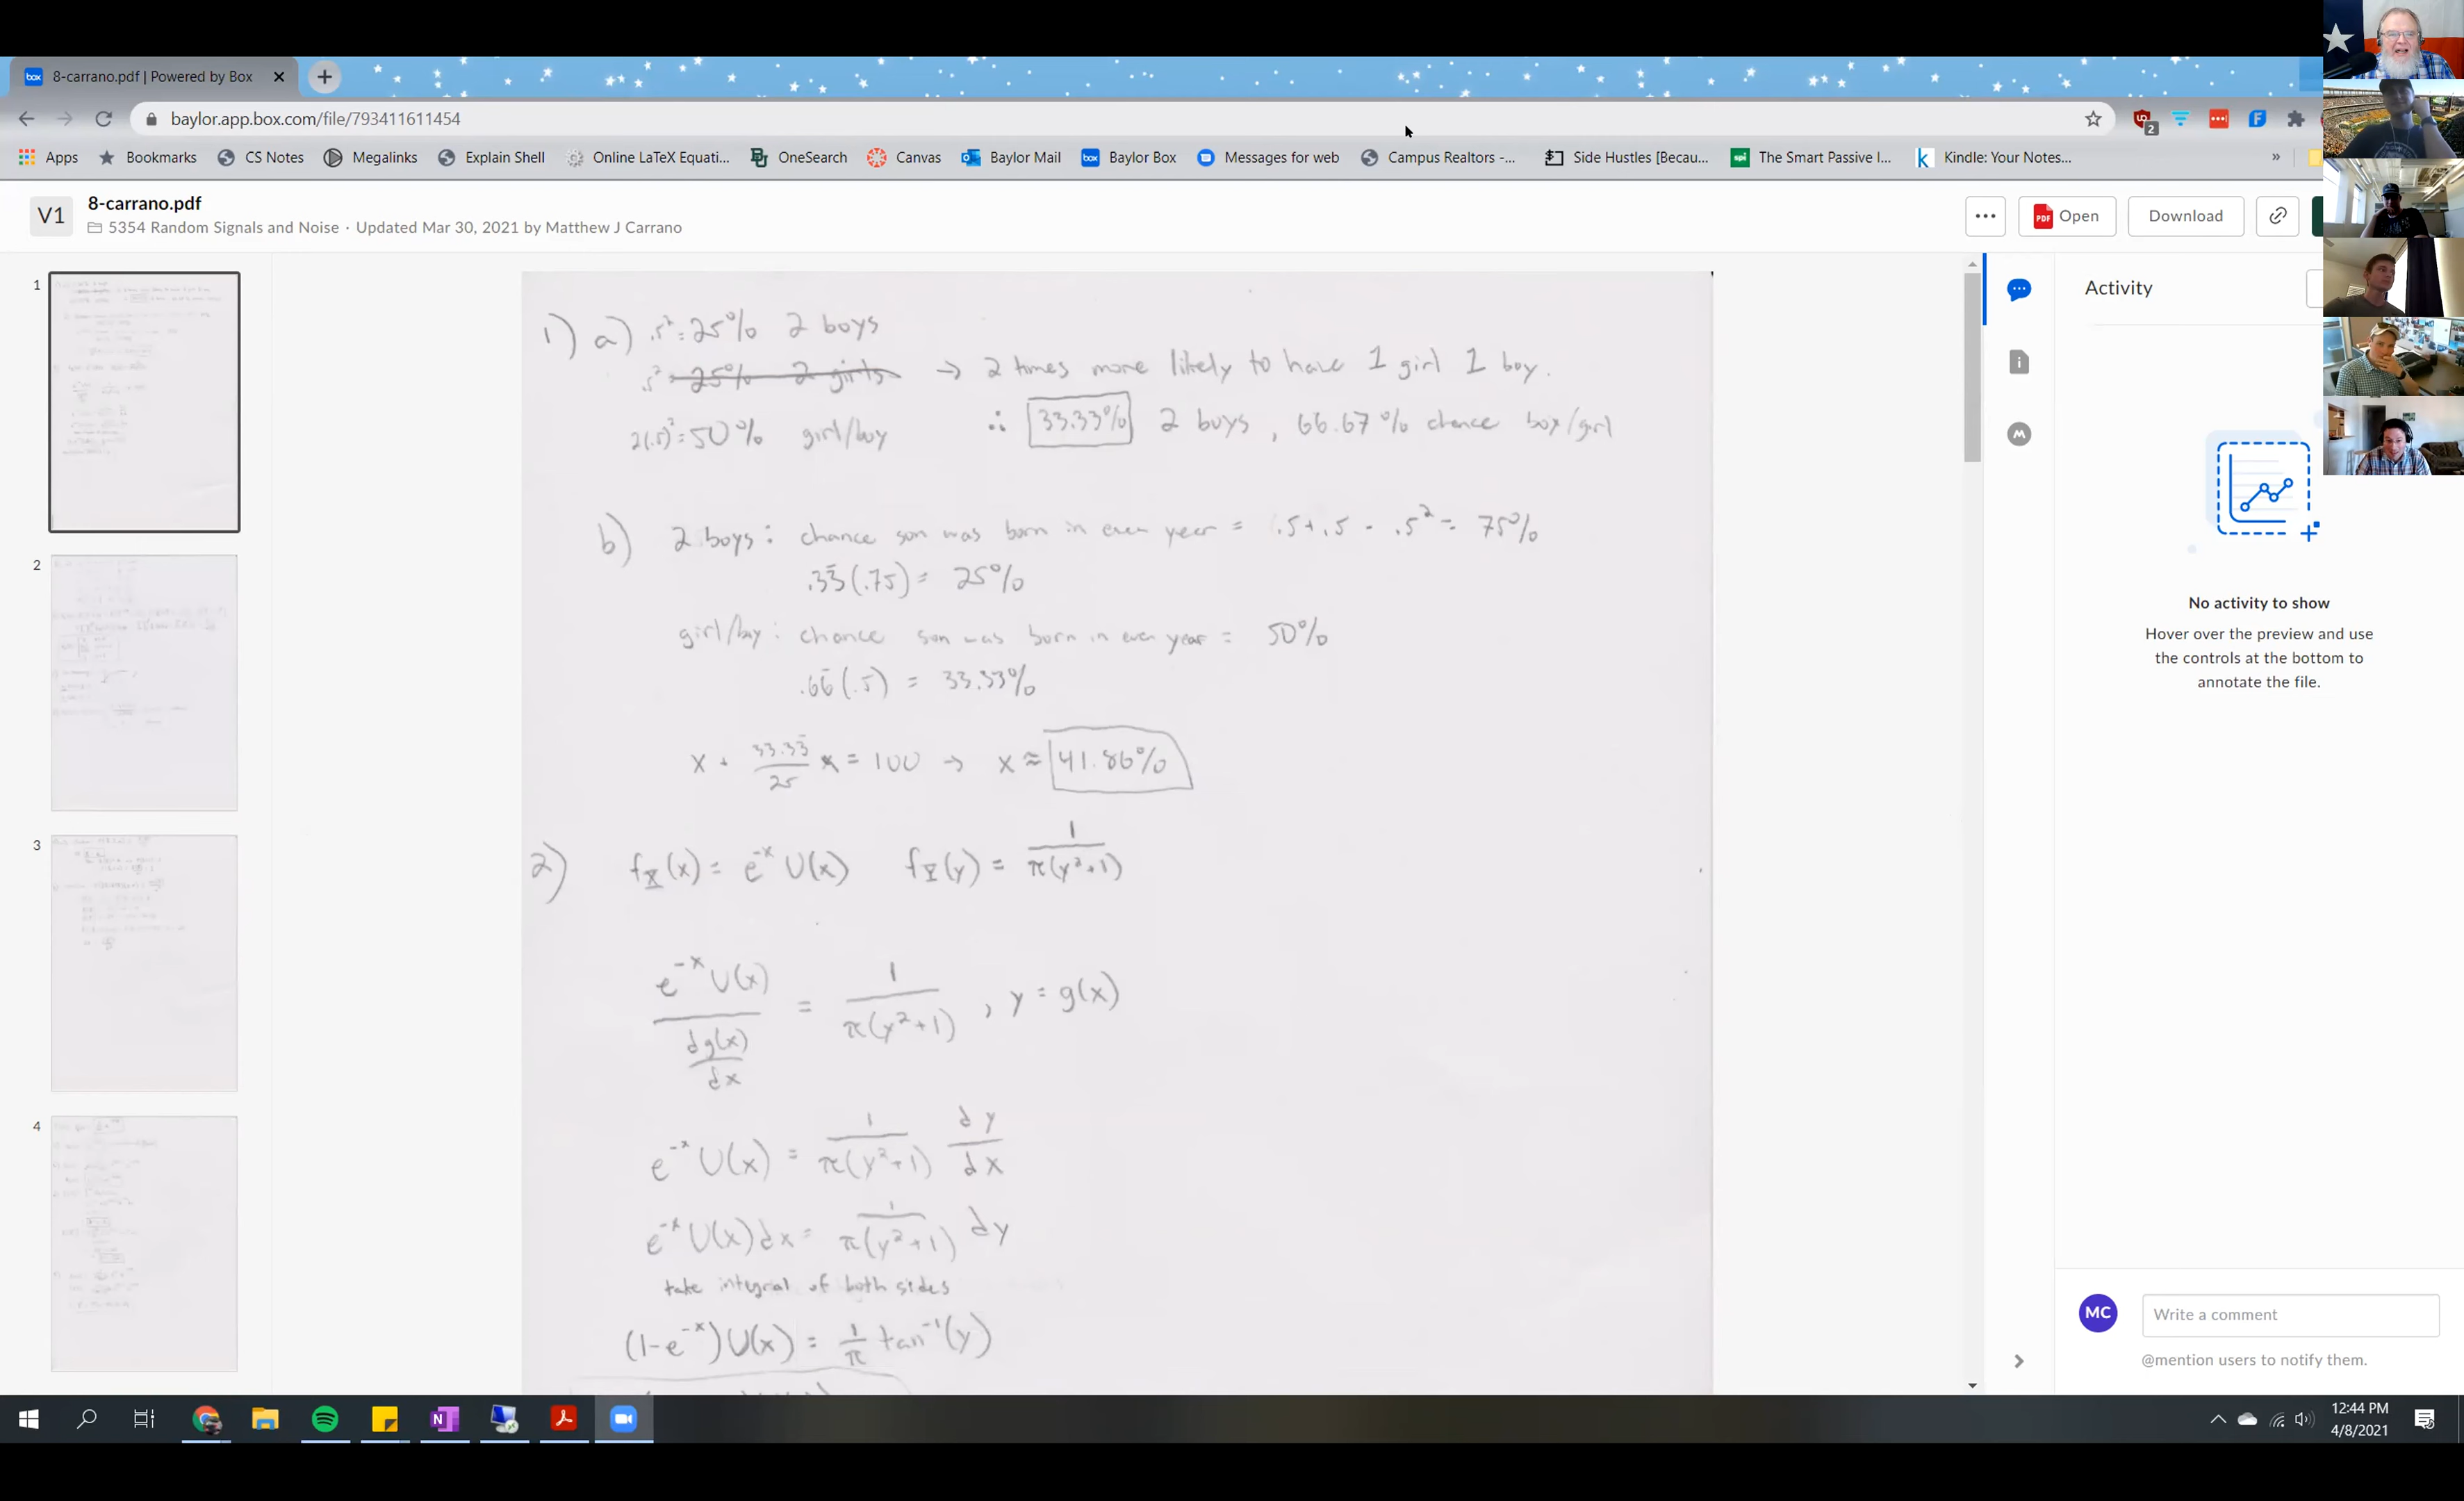 8-carrano.pdf | Powered by Box
baylor.app.box.com/file/793411611454
2
Apps Bookmarks CS Notes Megalinks Explain Shell Online LaTeX Equati... OneSearch Canvas Baylor Mail Baylor Box Messages for web Campus Realtors -... Side Hustles [Becau... The Smart Passive I... Kindle: Your Notes... »
V1
8-carrano.pdf
5354 Random Signals and Noise · Updated Mar 30, 2021 by Matthew J Carrano
Open Download
1
2
3
4
1) a) .5² = 25% 2 boys
.5² = 25% 2 girls → 2 times more likely to have 1 girl 1 boy.
2(.5)² = 50% girl/boy ∴ 33.33% 2 boys, 66.67% chance box/girl
b) 2 boys: chance son was born in even year = .5+.5 - .5² = 75%
.33̄(.75) = 25%
girl/boy: chance son was born in even year = 50%
.66̄(.5) = 33.33%
x + 33.33̄/25 x = 100 → x ≈ 41.86%
2) fX(x) = e^-x U(x) fY(y) = 1/π(y²+1)
e^-x U(x) / dg(x)/dx = 1/π(y²+1), y = g(x)
e^-x U(x) = 1/π(y²+1) dy/dx
e^-x U(x)dx = 1/π(y²+1) dy
take integral of both sides
(1-e^-x)U(x) = 1/π tan⁻¹(y)
Activity
No activity to show
Hover over the preview and use
the controls at the bottom to
annotate the file.
MC
Write a comment
@mention users to notify them.
12:44 PM
4/8/2021